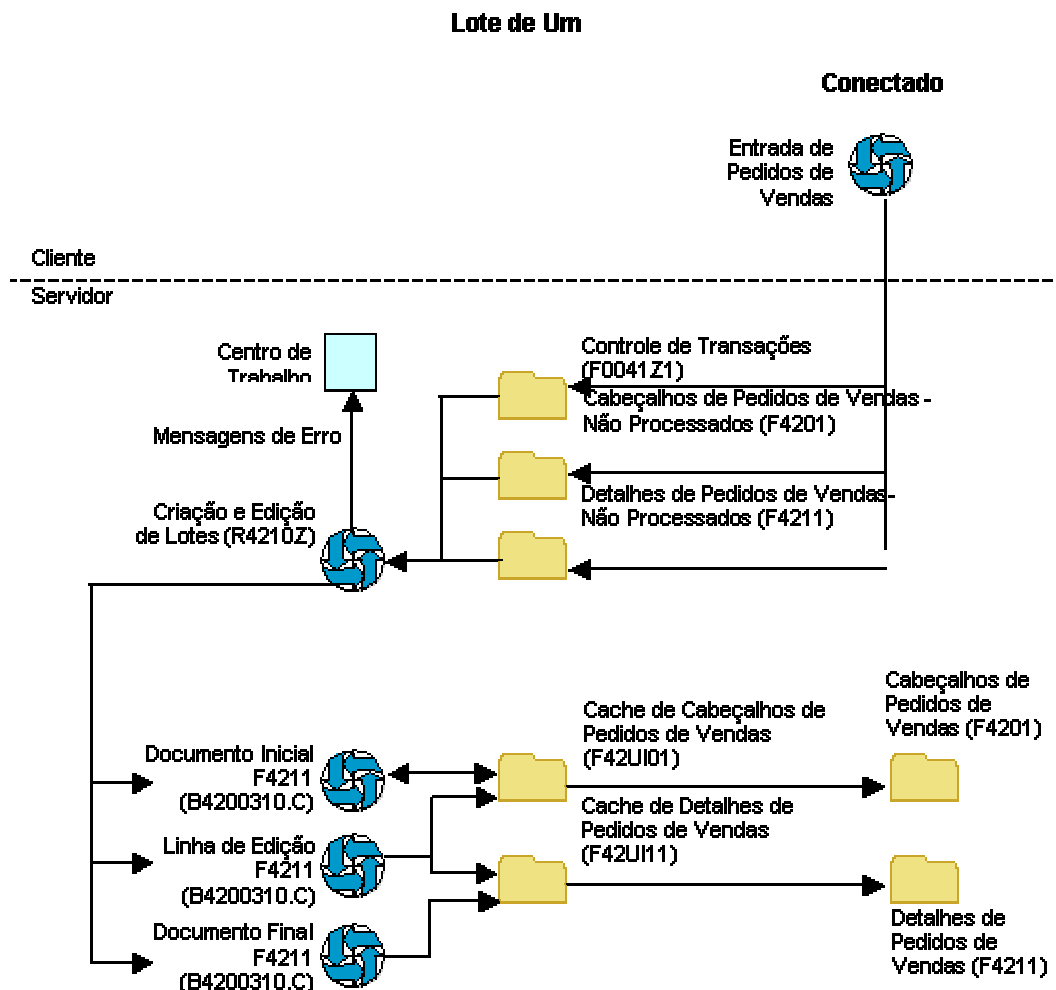 Lote de Um
Conectado
Entrada de
Pedidos de
Vendas
Cliente
Servidor
Centro de
Trabalho
Controle de Transações
(F0041Z1)
Cabeçalhos de Pedidos de Vendas -
Não Processados (F4201)
Mensagens de Erro
Detalhes de Pedidos de Vendas-
Não Processados (F4211)
Criação e Edição
de Lotes (R4210Z)
Cabeçalhos de
Pedidos de
Vendas (F4201)
Cache de Cabeçalhos de
Pedidos de Vendas
(F42UI01)
Documento Inicial
F4211
(B4200310.C)
Cache de Detalhes de
Pedidos de Vendas
(F42UI11)
Linha de Edição
F4211
(B4200310.C)
Documento Final
F4211
(B4200310.C)
Detalhes de
Pedidos de
Vendas (F4211)